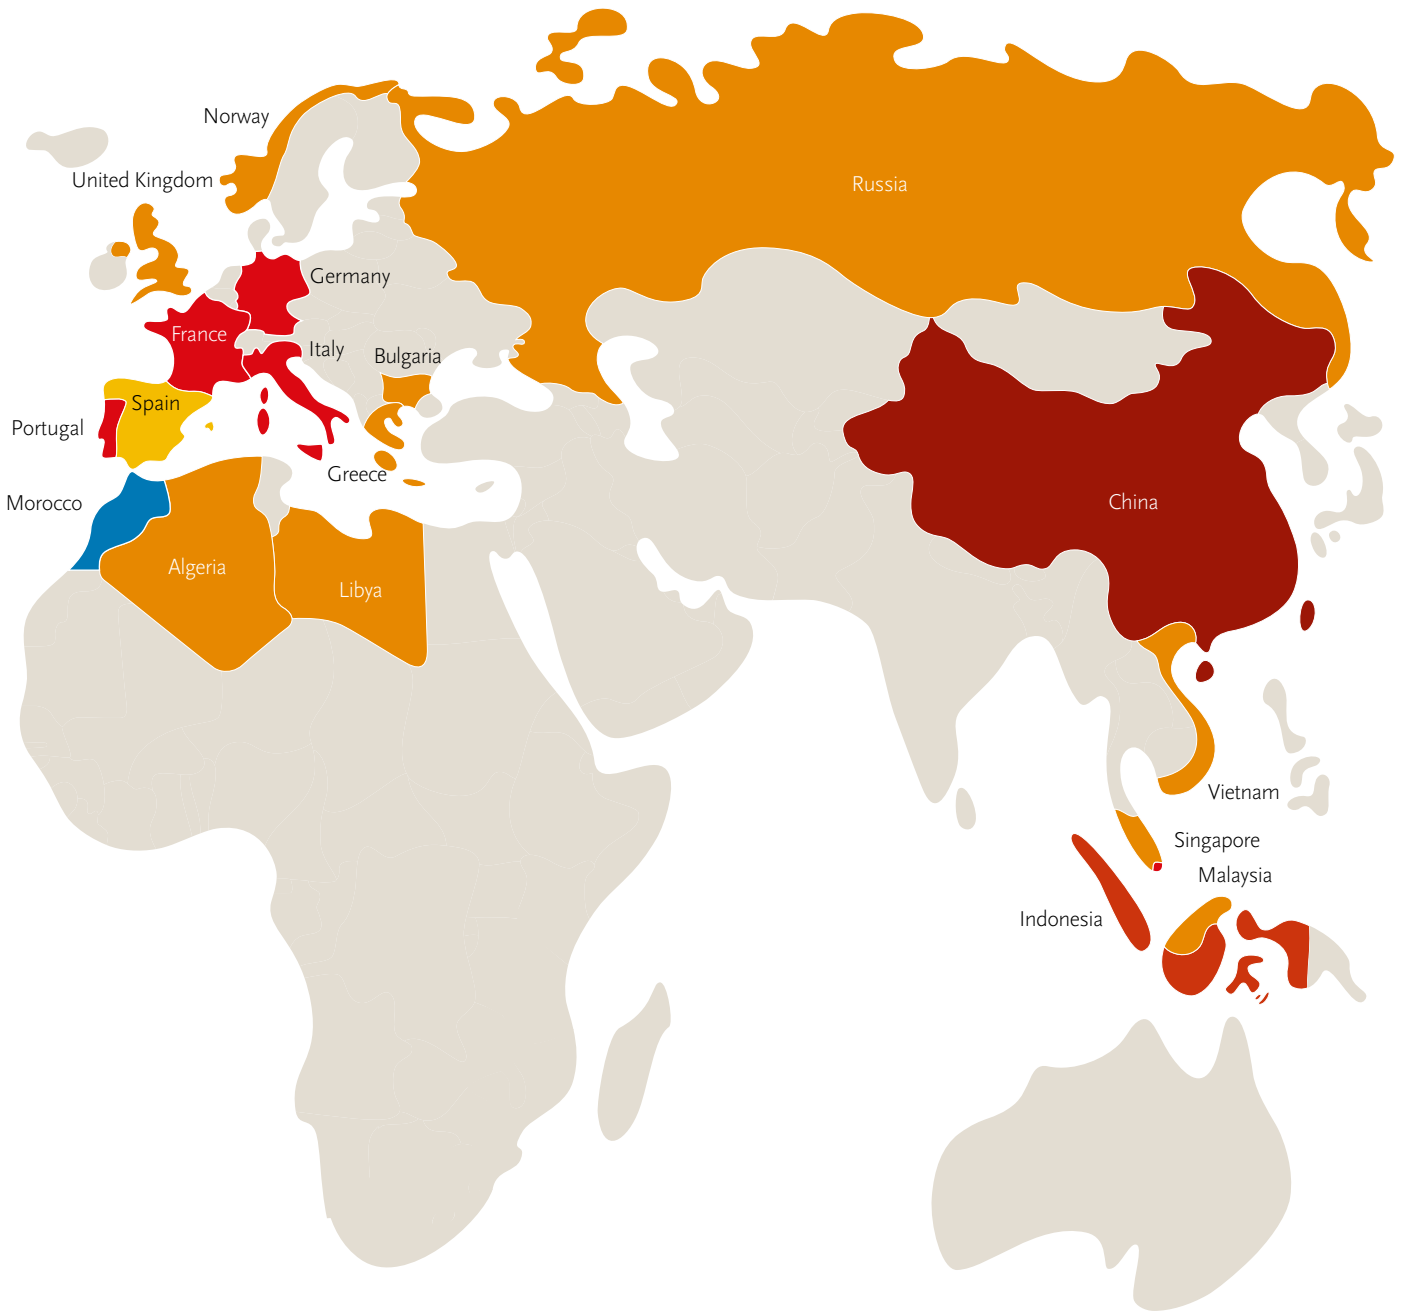 Norway
United Kingdom
Russia
Germany
France
Italy
Bulgaria
Spain
Portugal
Greece
Morocco
China
Algeria
Libya
Vietnam
Singapore
Malaysia
Indonesia